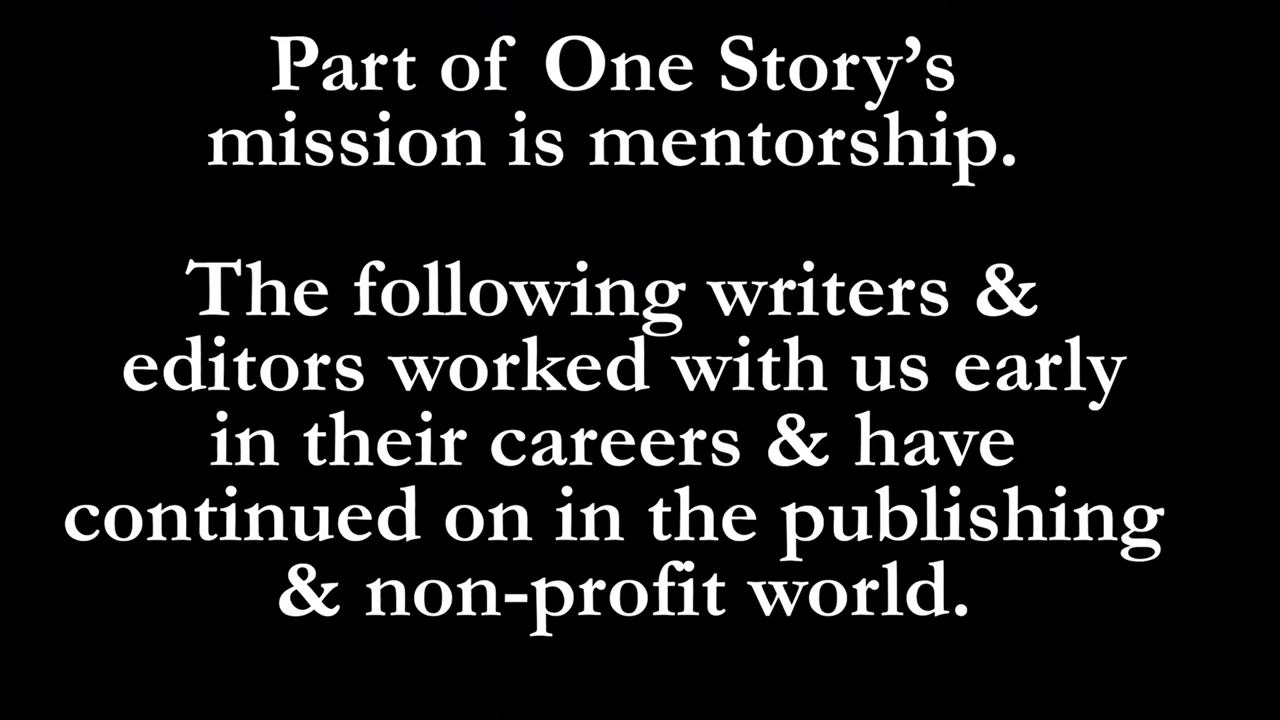 Part of One Story’s
mission is mentorship.
The following writers &
editors worked with us early
in their careers & have
continued on in the publishing
& non-profit world.